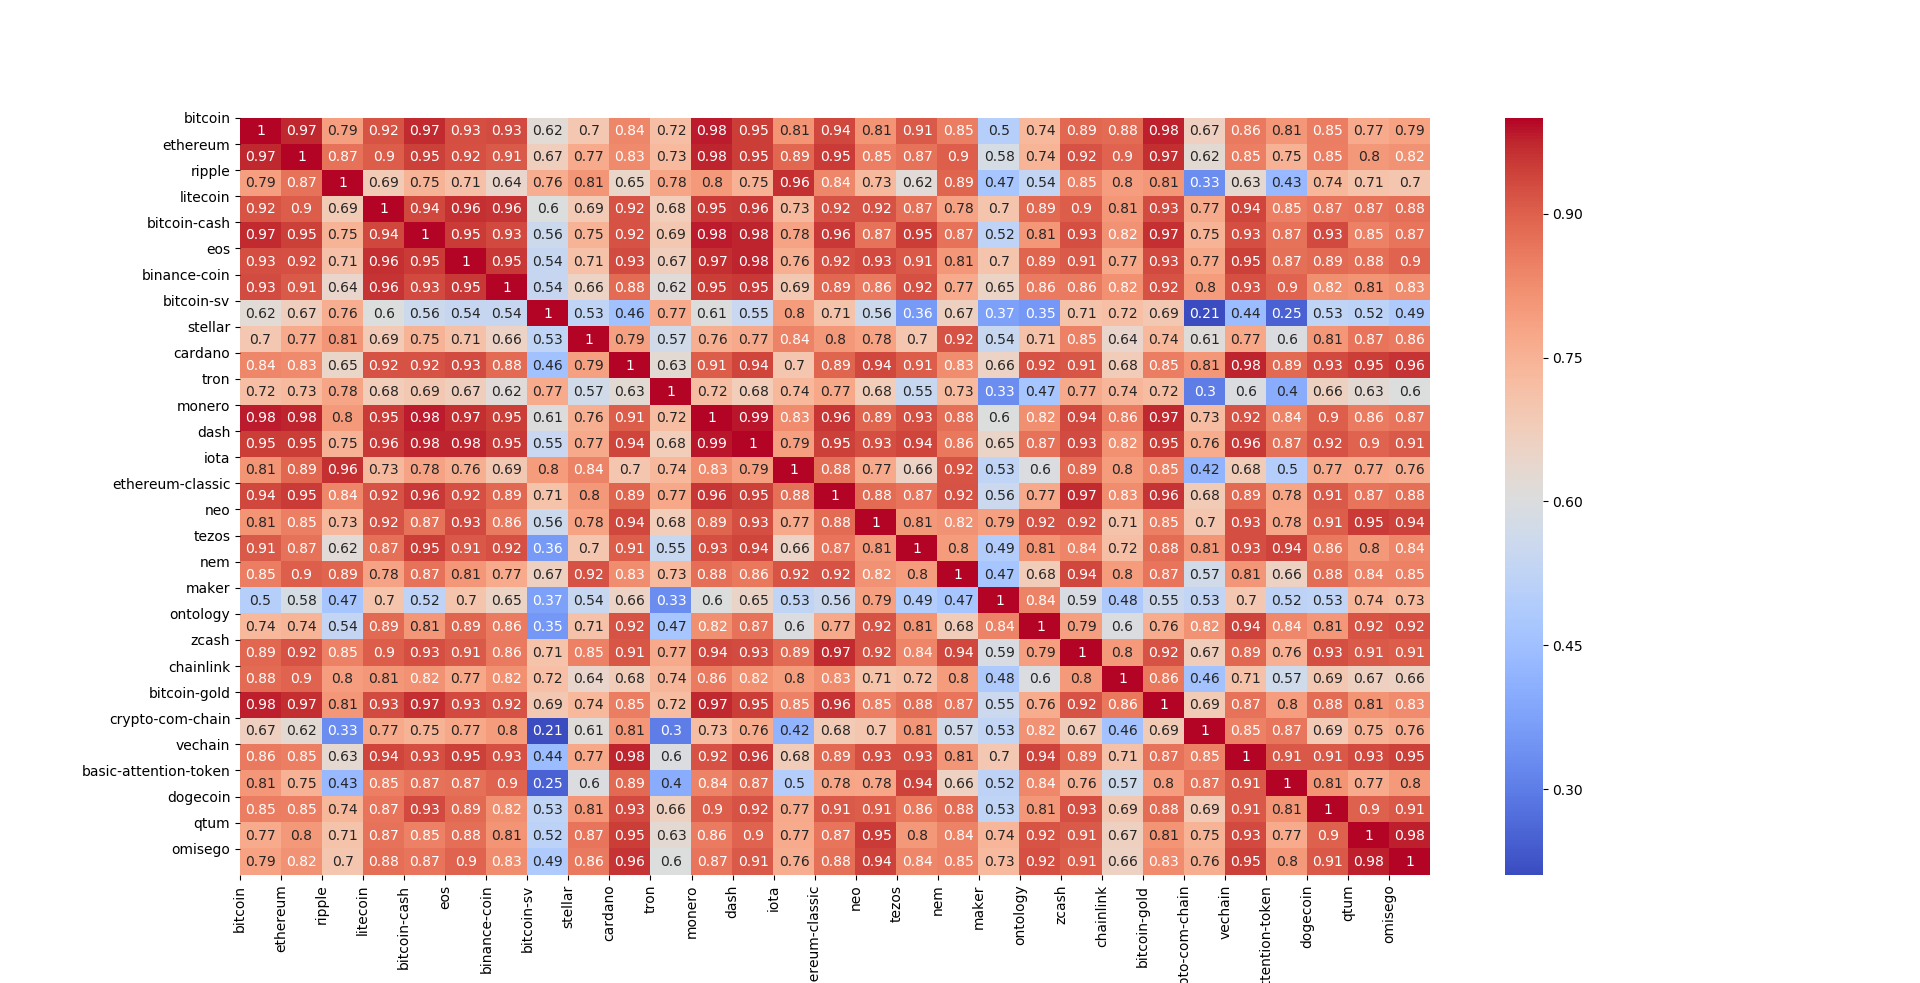 bitcoin 1 0.97 0.79 0.92 0.97 0.93 0.93 0.62 0.7 0.84 0.72 0.98 0.95 0.81 0.94 0.81 0.91 0.85 0.5 0.74 0.89 0.88 0.98 0.67 0.86 0.81 0.85 0.77 0.79
ethereum 0.97 1 0.87 0.9 0.95 0.92 0.91 0.67 0.77 0.83 0.73 0.98 0.95 0.89 0.95 0.85 0.87 0.9 0.58 0.74 0.92 0.9 0.97 0.62 0.85 0.75 0.85 0.8 0.82
ripple 0.79 0.87 1 0.69 0.75 0.71 0.64 0.76 0.81 0.65 0.78 0.8 0.75 0.96 0.84 0.73 0.62 0.89 0.47 0.54 0.85 0.8 0.81 0.33 0.63 0.43 0.74 0.71 0.7
litecoin 0.92 0.9 0.69 1 0.94 0.96 0.96 0.6 0.69 0.92 0.68 0.95 0.96 0.73 0.92 0.92 0.87 0.78 0.7 0.89 0.9 0.81 0.93 0.77 0.94 0.85 0.87 0.87 0.88
bitcoin-cash 0.97 0.95 0.75 0.94 1 0.95 0.93 0.56 0.75 0.92 0.69 0.98 0.98 0.78 0.96 0.87 0.95 0.87 0.52 0.81 0.93 0.82 0.97 0.75 0.93 0.87 0.93 0.85 0.87
eos 0.93 0.92 0.71 0.96 0.95 1 0.95 0.54 0.71 0.93 0.67 0.97 0.98 0.76 0.92 0.93 0.91 0.81 0.7 0.89 0.91 0.77 0.93 0.77 0.95 0.87 0.89 0.88 0.9
binance-coin 0.93 0.91 0.64 0.96 0.93 0.95 1 0.54 0.66 0.88 0.62 0.95 0.95 0.69 0.89 0.86 0.92 0.77 0.65 0.86 0.86 0.82 0.92 0.8 0.93 0.9 0.82 0.81 0.83
bitcoin-sv 0.62 0.67 0.76 0.6 0.56 0.54 0.54 1 0.53 0.46 0.77 0.61 0.55 0.8 0.71 0.56 0.36 0.67 0.37 0.35 0.71 0.72 0.69 0.21 0.44 0.25 0.53 0.52 0.49
stellar 0.7 0.77 0.81 0.69 0.75 0.71 0.66 0.53 1 0.79 0.57 0.76 0.77 0.84 0.8 0.78 0.7 0.92 0.54 0.71 0.85 0.64 0.74 0.61 0.77 0.6 0.81 0.87 0.86
cardano 0.84 0.83 0.65 0.92 0.92 0.93 0.88 0.46 0.79 1 0.63 0.91 0.94 0.7 0.89 0.94 0.91 0.83 0.66 0.92 0.91 0.68 0.85 0.81 0.98 0.89 0.93 0.95 0.96
tron 0.72 0.73 0.78 0.68 0.69 0.67 0.62 0.77 0.57 0.63 1 0.72 0.68 0.74 0.77 0.68 0.55 0.73 0.33 0.47 0.77 0.74 0.72 0.3 0.6 0.4 0.66 0.63 0.6
monero 0.98 0.98 0.8 0.95 0.98 0.97 0.95 0.61 0.76 0.91 0.72 1 0.99 0.83 0.96 0.89 0.93 0.88 0.6 0.82 0.94 0.86 0.97 0.73 0.92 0.84 0.9 0.86 0.87
dash 0.95 0.95 0.75 0.96 0.98 0.98 0.95 0.55 0.77 0.94 0.68 0.99 1 0.79 0.95 0.93 0.94 0.86 0.65 0.87 0.93 0.82 0.95 0.76 0.96 0.87 0.92 0.9 0.91
iota 0.81 0.89 0.96 0.73 0.78 0.76 0.69 0.8 0.84 0.7 0.74 0.83 0.79 1 0.88 0.77 0.66 0.92 0.53 0.6 0.89 0.8 0.85 0.42 0.68 0.5 0.77 0.77 0.76
ethereum-classic 0.94 0.95 0.84 0.92 0.96 0.92 0.89 0.71 0.8 0.89 0.77 0.96 0.95 0.88 1 0.88 0.87 0.92 0.56 0.77 0.97 0.83 0.96 0.68 0.89 0.78 0.91 0.87 0.88
neo 0.81 0.85 0.73 0.92 0.87 0.93 0.86 0.56 0.78 0.94 0.68 0.89 0.93 0.77 0.88 1 0.81 0.82 0.79 0.92 0.92 0.71 0.85 0.7 0.93 0.78 0.91 0.95 0.94
tezos 0.91 0.87 0.62 0.87 0.95 0.91 0.92 0.36 0.7 0.91 0.55 0.93 0.94 0.66 0.87 0.81 1 0.8 0.49 0.81 0.84 0.72 0.88 0.81 0.93 0.94 0.86 0.8 0.84
nem 0.85 0.9 0.89 0.78 0.87 0.81 0.77 0.67 0.92 0.83 0.73 0.88 0.86 0.92 0.92 0.82 0.8 1 0.47 0.68 0.94 0.8 0.87 0.57 0.81 0.66 0.88 0.84 0.85
maker 0.5 0.58 0.47 0.7 0.52 0.7 0.65 0.37 0.54 0.66 0.33 0.6 0.65 0.53 0.56 0.79 0.49 0.47 1 0.84 0.59 0.48 0.55 0.53 0.7 0.52 0.53 0.74 0.73
ontology 0.74 0.74 0.54 0.89 0.81 0.89 0.86 0.35 0.71 0.92 0.47 0.82 0.87 0.6 0.77 0.92 0.81 0.68 0.84 1 0.79 0.6 0.76 0.82 0.94 0.84 0.81 0.92 0.92
zcash 0.89 0.92 0.85 0.9 0.93 0.91 0.86 0.71 0.85 0.91 0.77 0.94 0.93 0.89 0.97 0.92 0.84 0.94 0.59 0.79 1 0.8 0.92 0.67 0.89 0.76 0.93 0.91 0.91
chainlink 0.88 0.9 0.8 0.81 0.82 0.77 0.82 0.72 0.64 0.68 0.74 0.86 0.82 0.8 0.83 0.71 0.72 0.8 0.48 0.6 0.8 1 0.86 0.46 0.71 0.57 0.69 0.67 0.66
bitcoin-gold 0.98 0.97 0.81 0.93 0.97 0.93 0.92 0.69 0.74 0.85 0.72 0.97 0.95 0.85 0.96 0.85 0.88 0.87 0.55 0.76 0.92 0.86 1 0.69 0.87 0.8 0.88 0.81 0.83
crypto-com-chain 0.67 0.62 0.33 0.77 0.75 0.77 0.8 0.21 0.61 0.81 0.3 0.73 0.76 0.42 0.68 0.7 0.81 0.57 0.53 0.82 0.67 0.46 0.69 1 0.85 0.87 0.69 0.75 0.76
vechain 0.86 0.85 0.63 0.94 0.93 0.95 0.93 0.44 0.77 0.98 0.6 0.92 0.96 0.68 0.89 0.93 0.93 0.81 0.7 0.94 0.89 0.71 0.87 0.85 1 0.91 0.91 0.93 0.95
basic-attention-token 0.81 0.75 0.43 0.85 0.87 0.87 0.9 0.25 0.6 0.89 0.4 0.84 0.87 0.5 0.78 0.78 0.94 0.66 0.52 0.84 0.76 0.57 0.8 0.87 0.91 1 0.81 0.77 0.8
dogecoin 0.85 0.85 0.74 0.87 0.93 0.89 0.82 0.53 0.81 0.93 0.66 0.9 0.92 0.77 0.91 0.91 0.86 0.88 0.53 0.81 0.93 0.69 0.88 0.69 0.91 0.81 1 0.9 0.91
qtum 0.77 0.8 0.71 0.87 0.85 0.88 0.81 0.52 0.87 0.95 0.63 0.86 0.9 0.77 0.87 0.95 0.8 0.84 0.74 0.92 0.91 0.67 0.81 0.75 0.93 0.77 0.9 1 0.98
omisego 0.79 0.82 0.7 0.88 0.87 0.9 0.83 0.49 0.86 0.96 0.6 0.87 0.91 0.76 0.88 0.94 0.84 0.85 0.73 0.92 0.91 0.66 0.83 0.76 0.95 0.8 0.91 0.98 1
bitcoin
ethereum
ripple
litecoin
bitcoin-cash
eos
binance-coin
bitcoin-sv
stellar
cardano
tron
monero
dash
iota
ereum-classic
neo
tezos
nem
maker
ontology
zcash
chainlink
bitcoin-gold
pto-com-chain
vechain
ttention-token
dogecoin
qtum
omisego
0.90
0.75
0.60
0.45
0.30